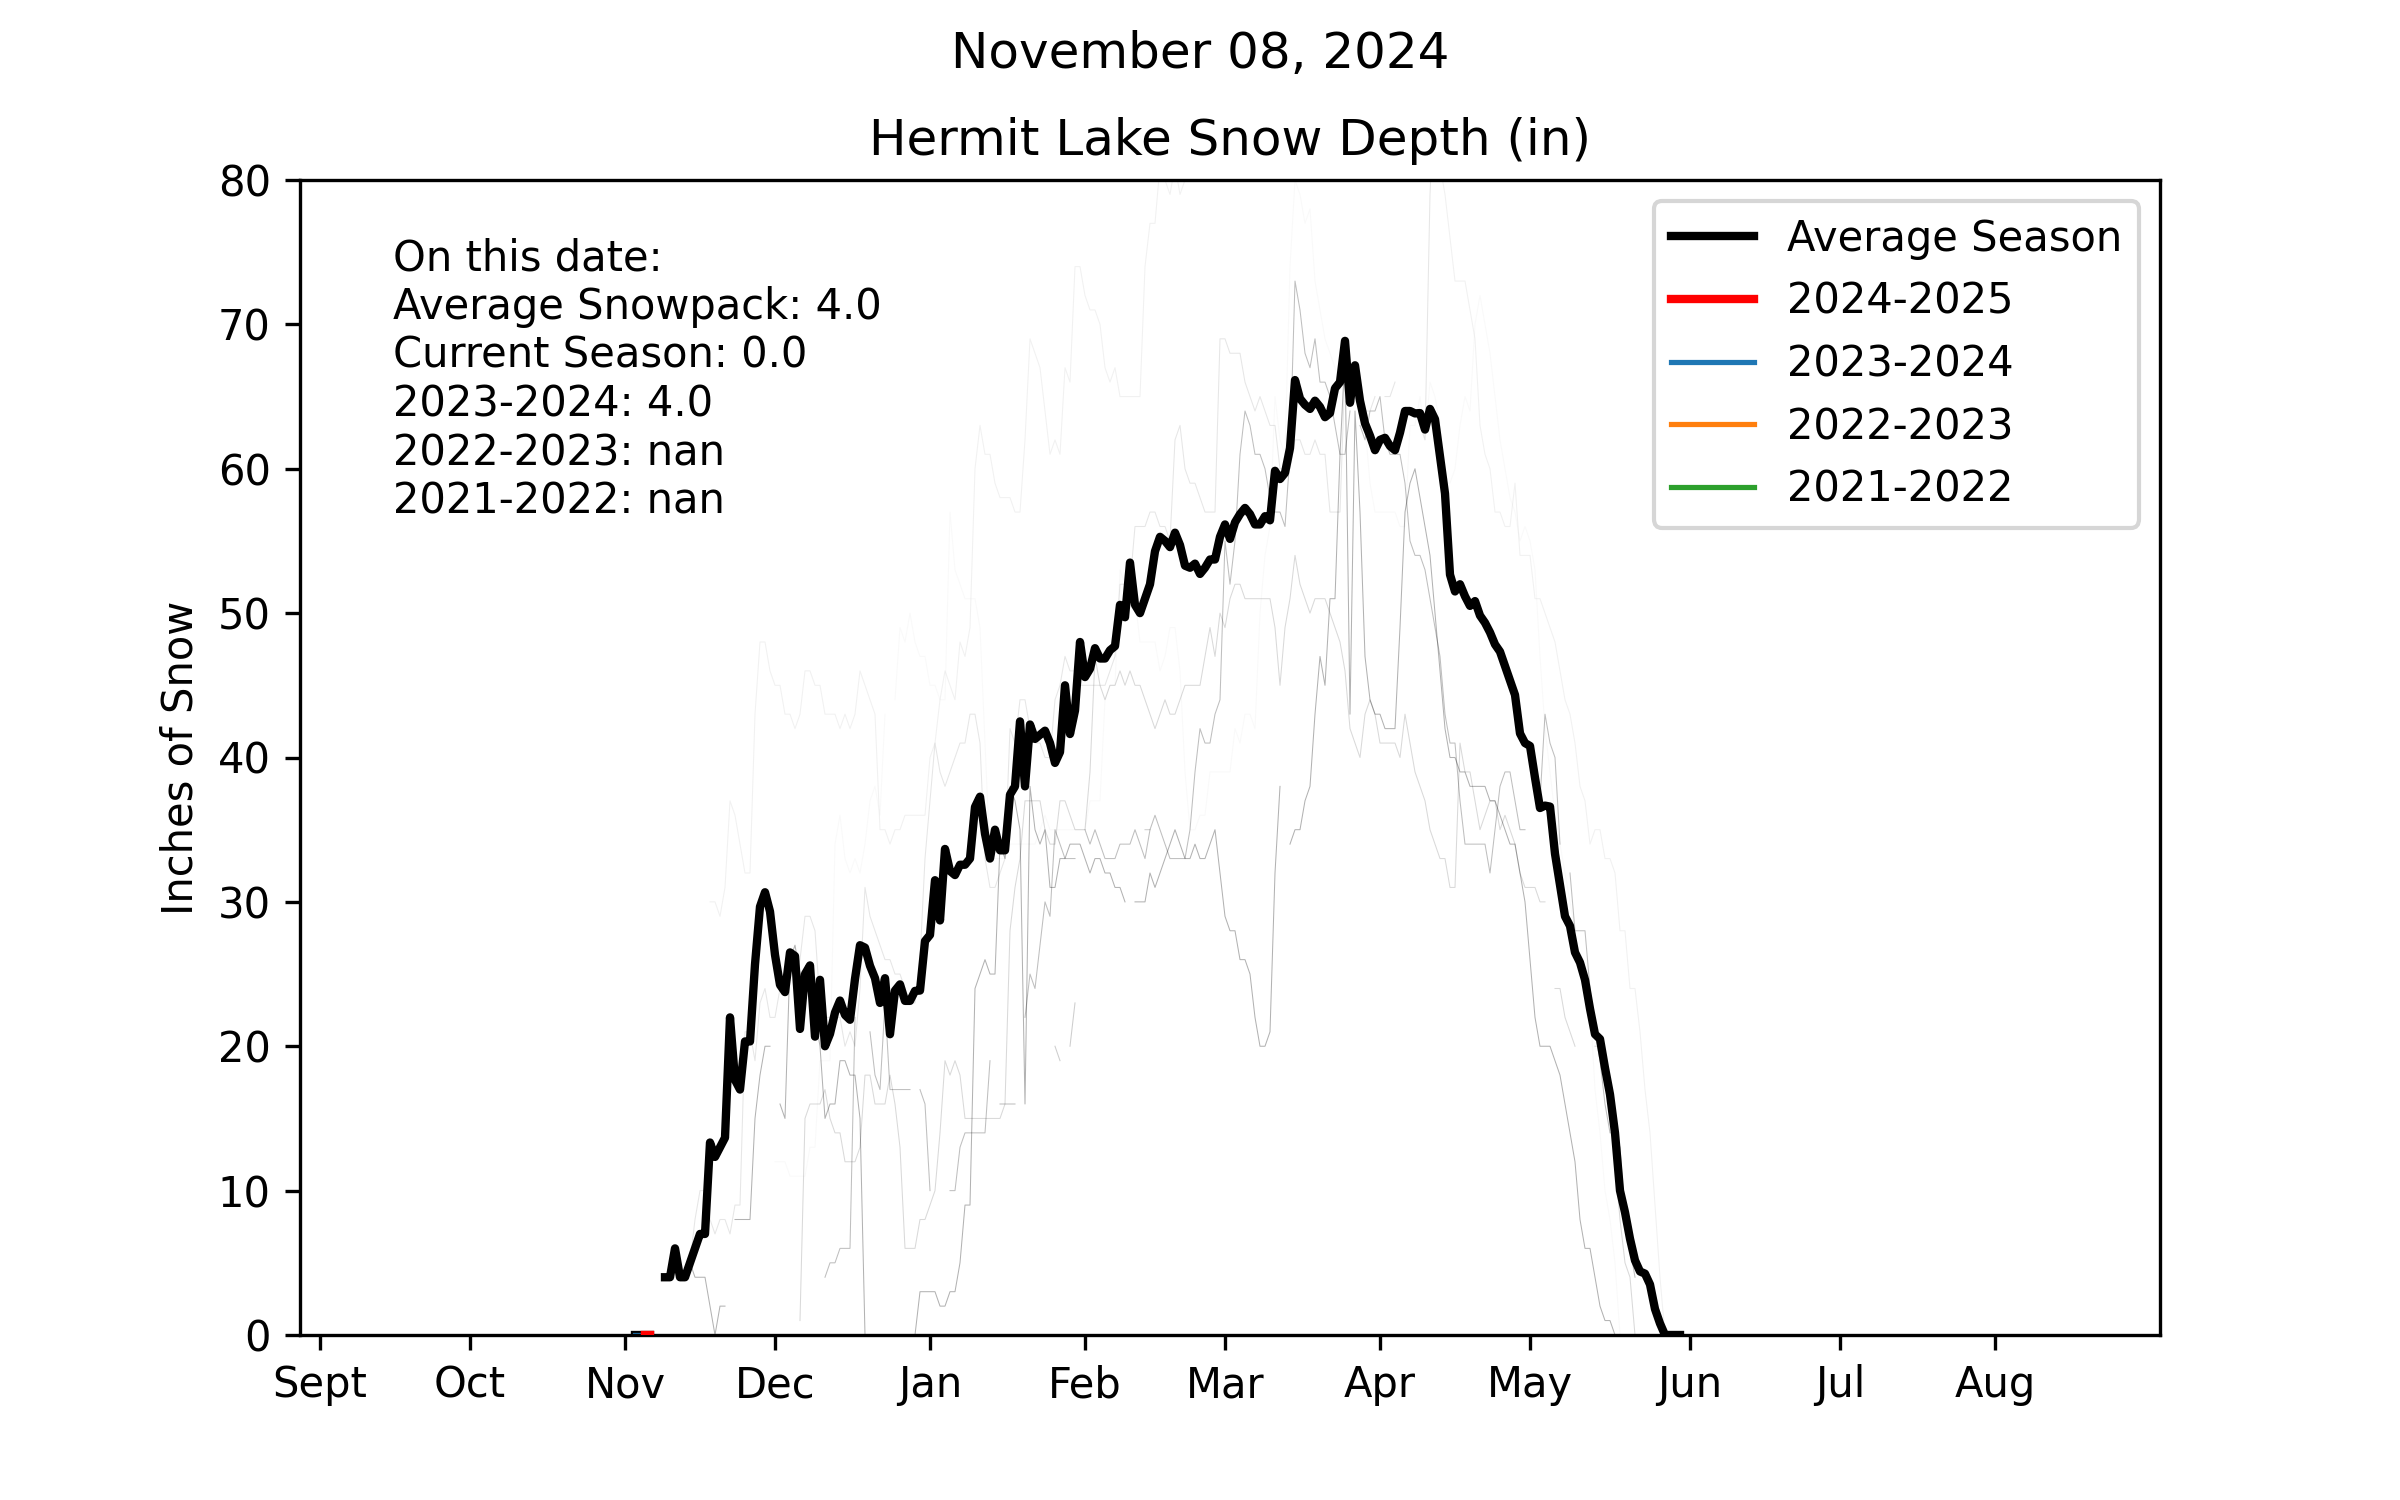 November 08, 2024
Hermit Lake Snow Depth (in)
80
70
60
50
40
30
20
10
0
Inches of Snow
On this date:
Average Snowpack: 4.0
Current Season: 0.0
2023-2024: 4.0
2022-2023: nan
2021-2022: nan
Average Season
2024-2025
2023-2024
2022-2023
2021-2022
Sept Oct Nov Dec Jan Feb Mar Apr May Jun Jul Aug